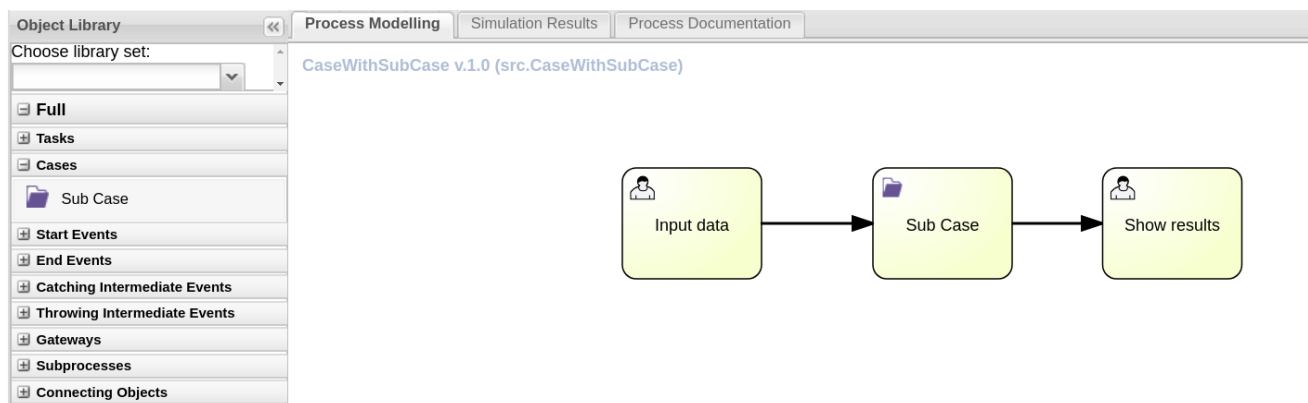 Object Library
Choose library set:
Full
Tasks
Cases
Sub Case
Start Events
End Events
Catching Intermediate Events
Throwing Intermediate Events
Gateways
Subprocesses
Connecting Objects
Process Modelling
Simulation Results
Process Documentation
CaseWithSubCase v.1.0 (src.CaseWithSubCase)
Input data
Sub Case
Show results